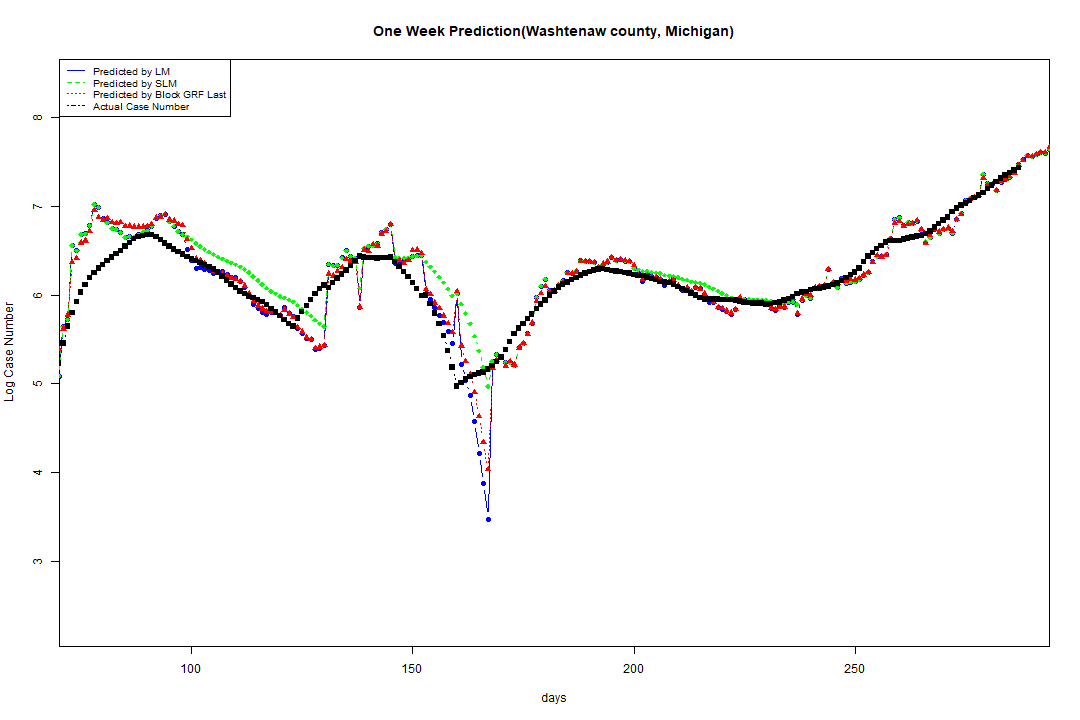 One Week Prediction(Washtenaw county, Michigan)
Predicted by LM
Predicted by SLM
Predicted by Block GRF Last
Actual Case Number
8
7
6
5
4
3
Log Case Number
100 150 200 250
days